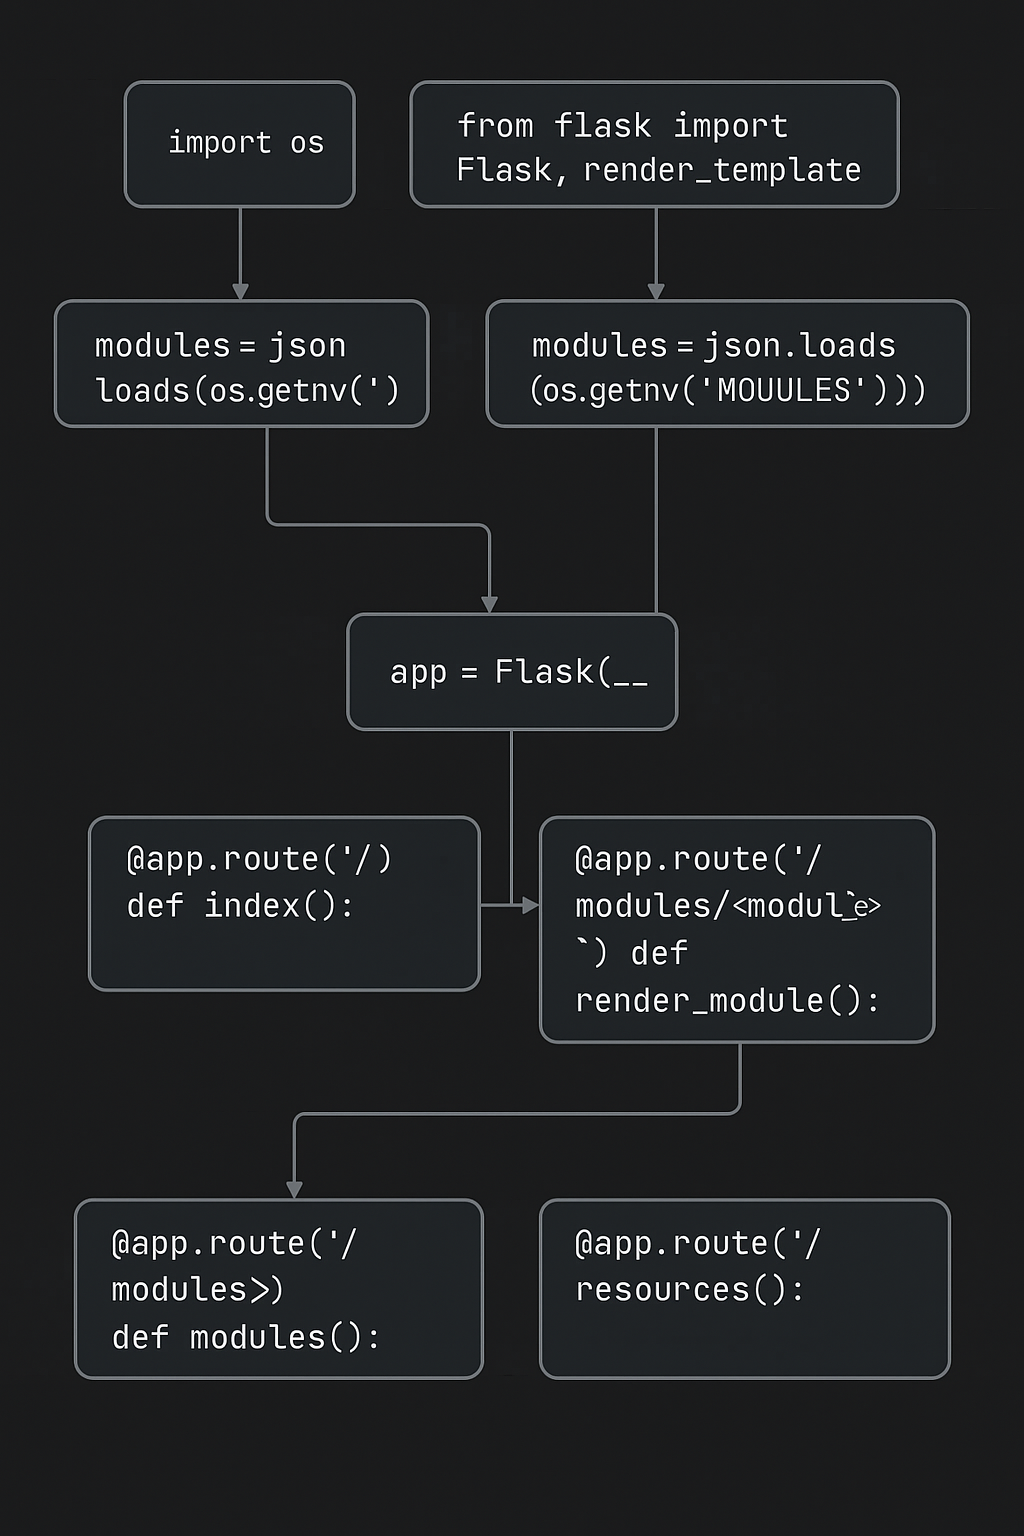 import os
from flask import
Flask, render_template
modules = json
loads(os.getnv(')
modules = json.loads
(os.getnv('MOUULES')))
app = Flask(__
@app.route('/)
def index():
@app.route('/
modules/<modul_e>
`) def
render_module():
@app.route('/
modules>)
def modules():
@app.route('/
resources():